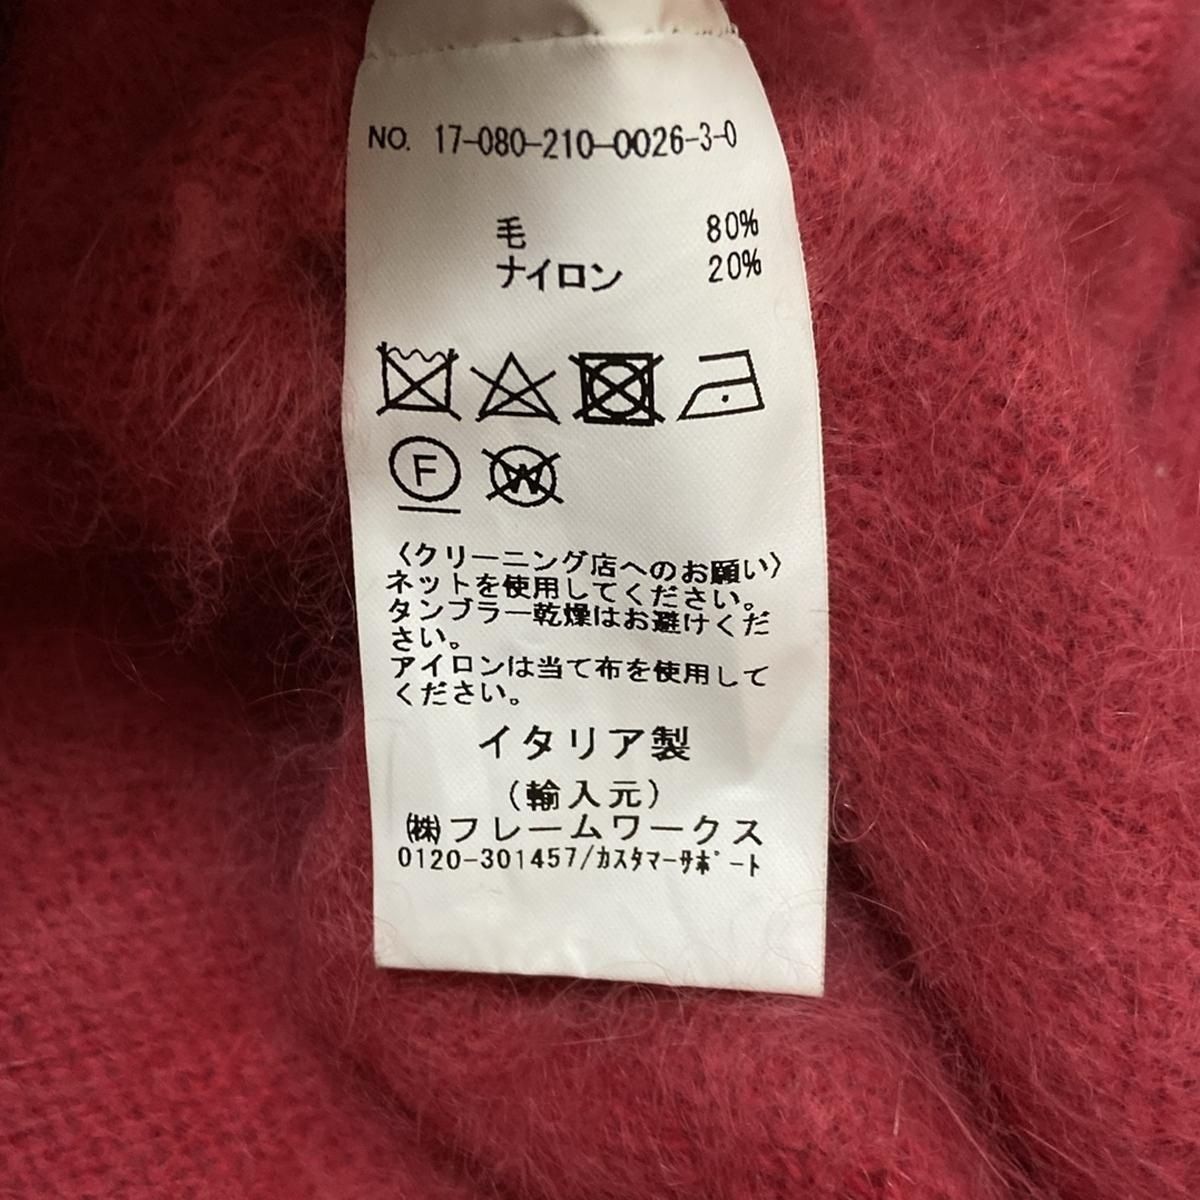 NO. 17-080-210-0026-3-0
毛 80%
ナイロン 20%
F
W
〈クリーニング店へのお願い〉
ネットを使用してください。
タンブラー乾燥はお避けくだ
さい。
アイロンは当て布を使用して
ください。
イタリア製
（輸入元）
㈱フレームワークス
0120-301457/ｶｽﾀﾏｰｻﾎﾟｰﾄ